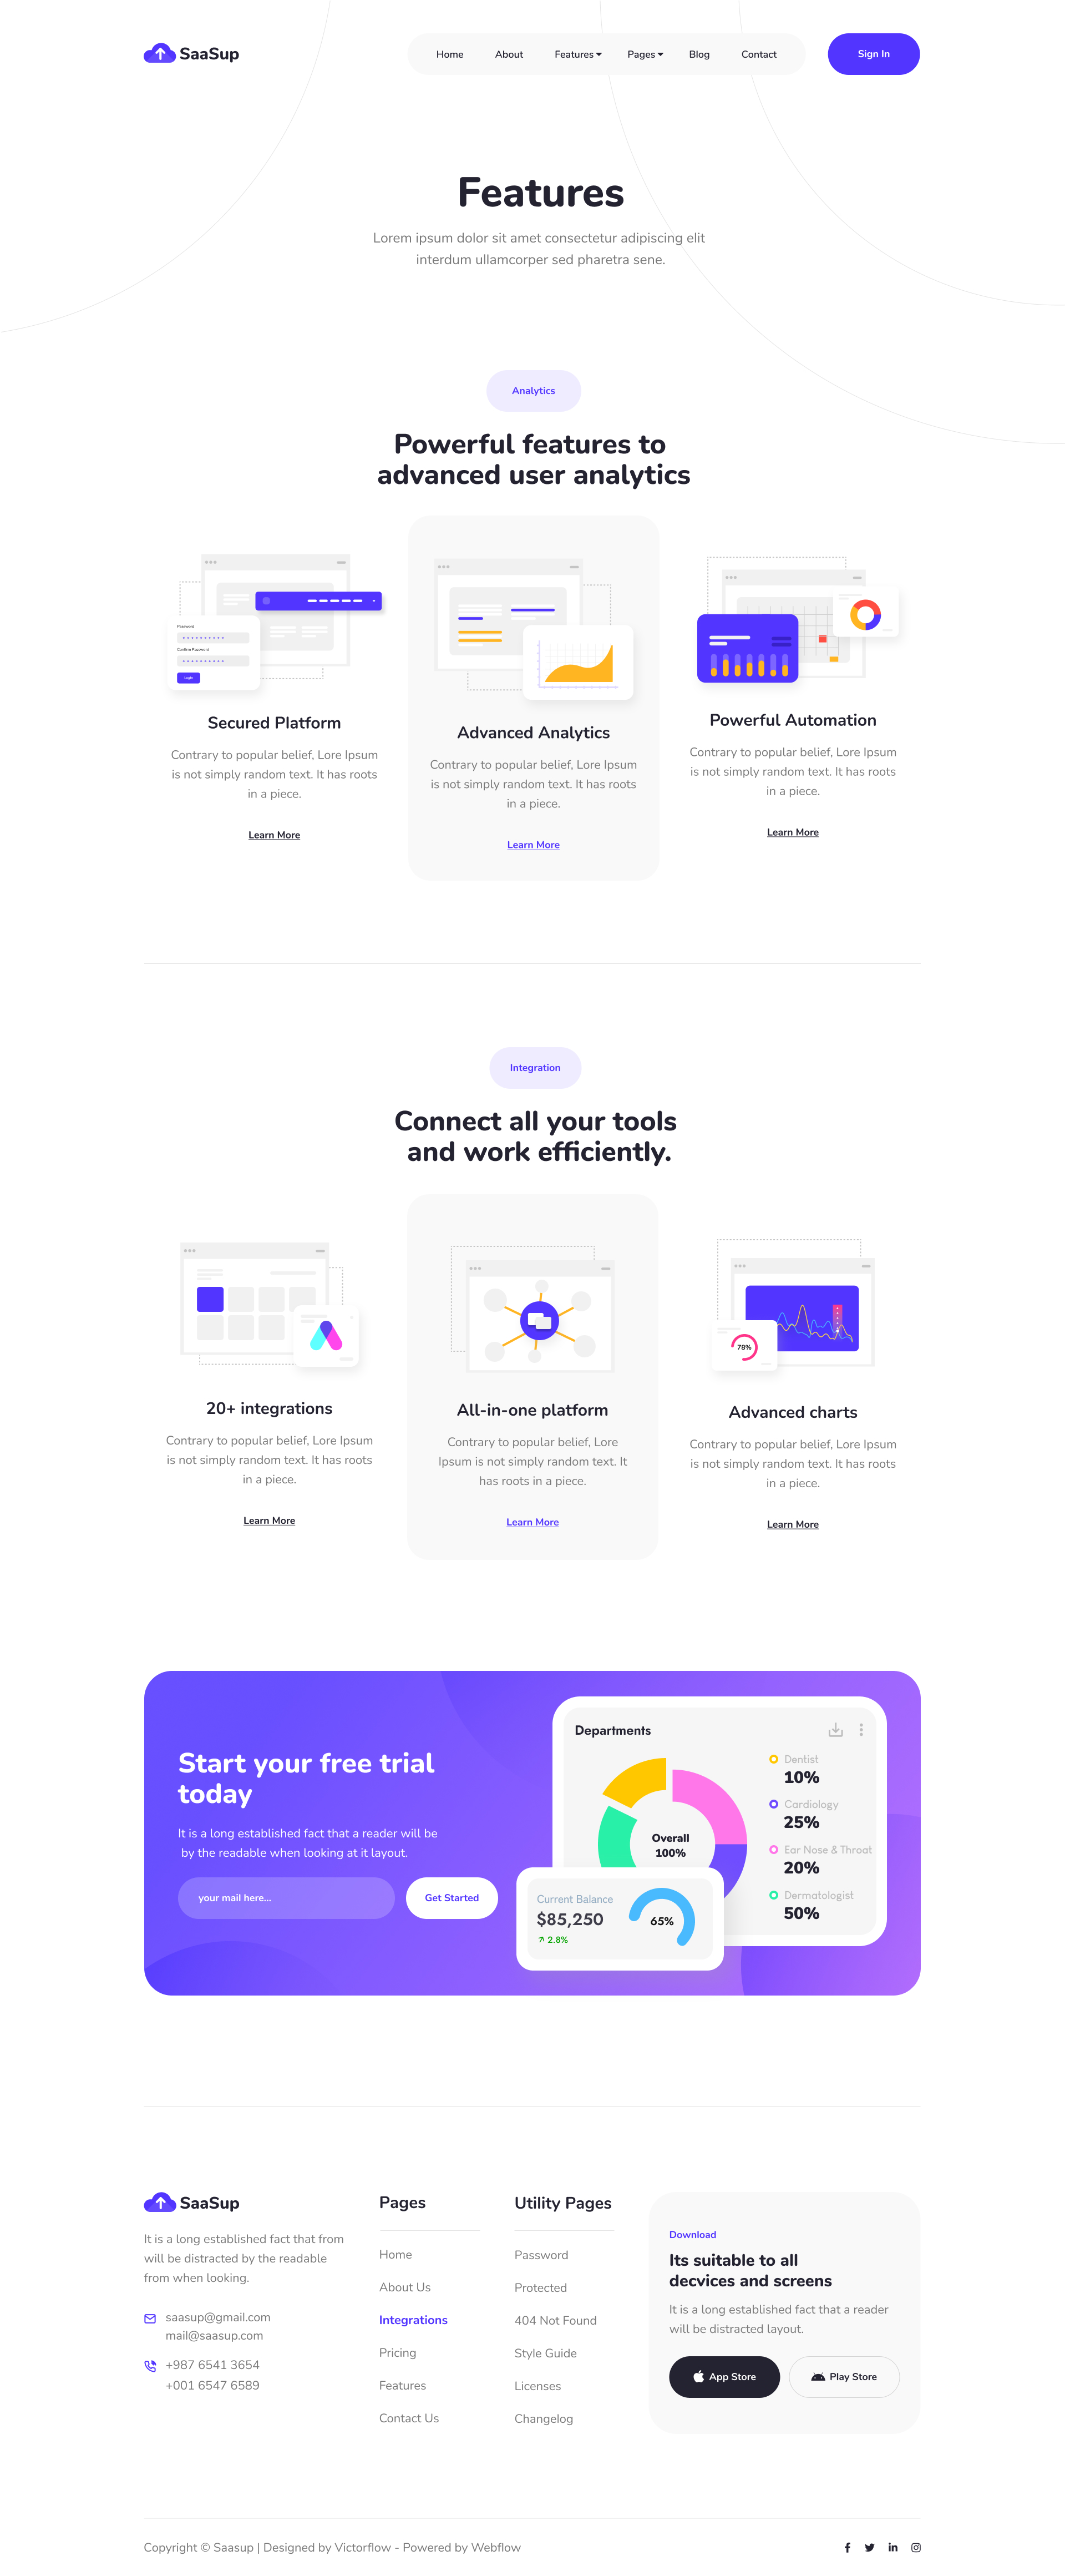 SaaSup
Home About Features Pages Blog Contact
Sign In
Features
Lorem ipsum dolor sit amet consectetur adipiscing elit
interdum ullamcorper sed pharetra sene.
Analytics
Powerful features to
advanced user analytics
Password
Confirm Password
Login
Secured Platform
Contrary to popular belief, Lore Ipsum
is not simply random text. It has roots
in a piece.
Learn More
Advanced Analytics
Contrary to popular belief, Lore Ipsum
is not simply random text. It has roots
in a piece.
Learn More
Powerful Automation
Contrary to popular belief, Lore Ipsum
is not simply random text. It has roots
in a piece.
Learn More
Integration
Connect all your tools
and work efficiently.
20+ integrations
Contrary to popular belief, Lore Ipsum
is not simply random text. It has roots
in a piece.
Learn More
All-in-one platform
Contrary to popular belief, Lore
Ipsum is not simply random text. It
has roots in a piece.
Learn More
78%
Advanced charts
Contrary to popular belief, Lore Ipsum
is not simply random text. It has roots
in a piece.
Learn More
Start your free trial
today
It is a long established fact that a reader will be
by the readable when looking at it layout.
your mail here...
Get Started
Departments
Overall
100%
Dentist
10%
Cardiology
25%
Ear Nose & Throat
20%
Dermatologist
50%
Current Balance
$85,250
2.8%
65%
SaaSup
It is a long established fact that from
will be distracted by the readable
from when looking.
saasup@gmail.com
mail@saasup.com
+987 6541 3654
+001 6547 6589
Pages
Home
About Us
Integrations
Pricing
Features
Contact Us
Utility Pages
Password
Protected
404 Not Found
Style Guide
Licenses
Changelog
Download
Its suitable to all
decvices and screens
It is a long established fact that a reader
will be distracted layout.
App Store
Play Store
Copyright © Saasup | Designed by Victorflow - Powered by Webflow